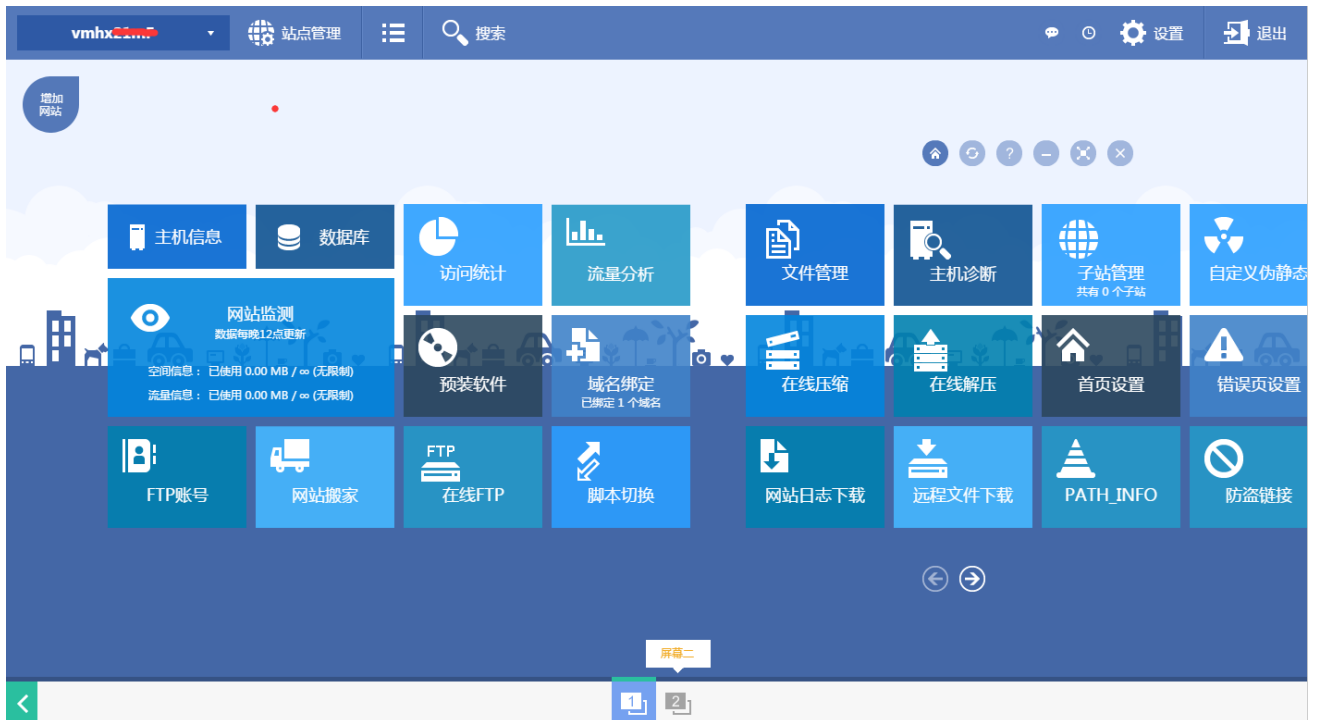 vmhx
站点管理
搜索
设置
退出
增加
网站
主机信息
数据库
访问统计
流量分析
文件管理
主机诊断
子站管理
共有 0 个子站
自定义伪静态
网站监测
数据每晚12点更新
空间信息： 已使用 0.00 MB / ∞ (无限制)
流量信息： 已使用 0.00 MB / ∞ (无限制)
预装软件
域名绑定
已绑定 1 个域名
在线压缩
在线解压
首页设置
错误页设置
FTP账号
网站搬家
FTP
在线FTP
脚本切换
网站日志下载
远程文件下载
PATH_INFO
防盗链接
屏幕二
1
2